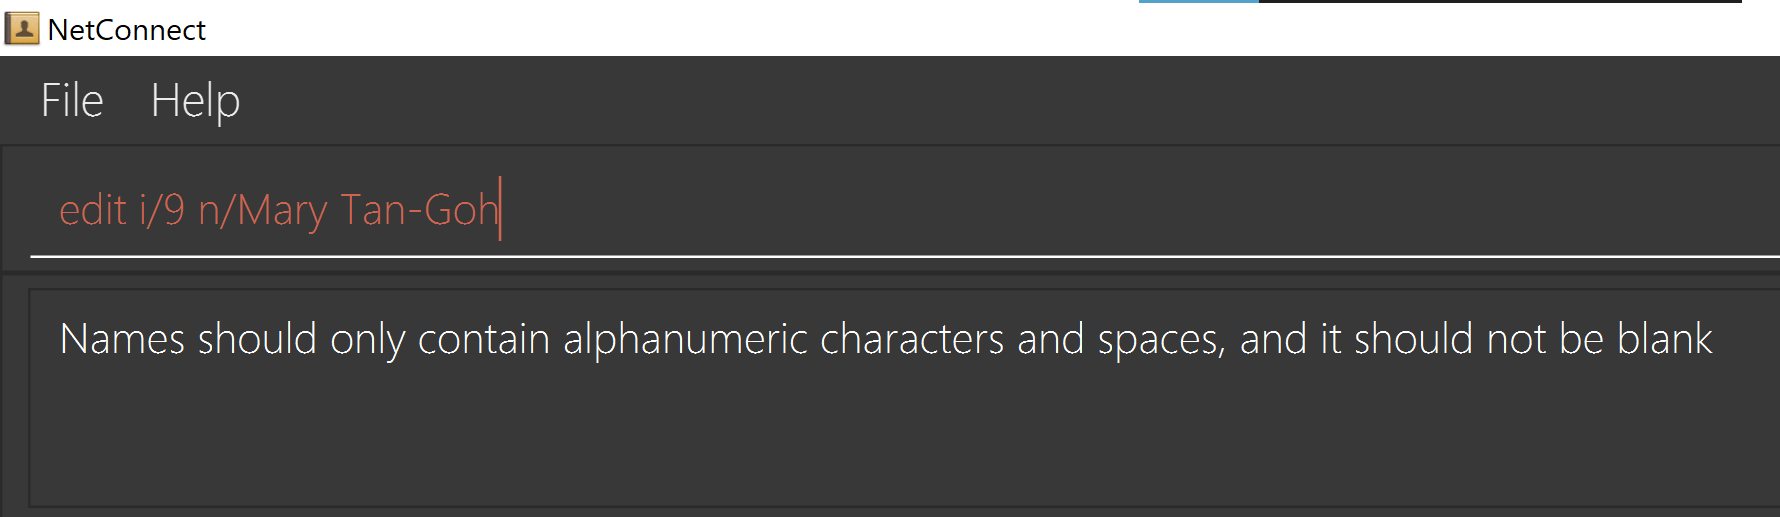 NetConnect
File Help
edit i/9 n/Mary Tan-Goh
Names should only contain alphanumeric characters and spaces, and it should not be blank